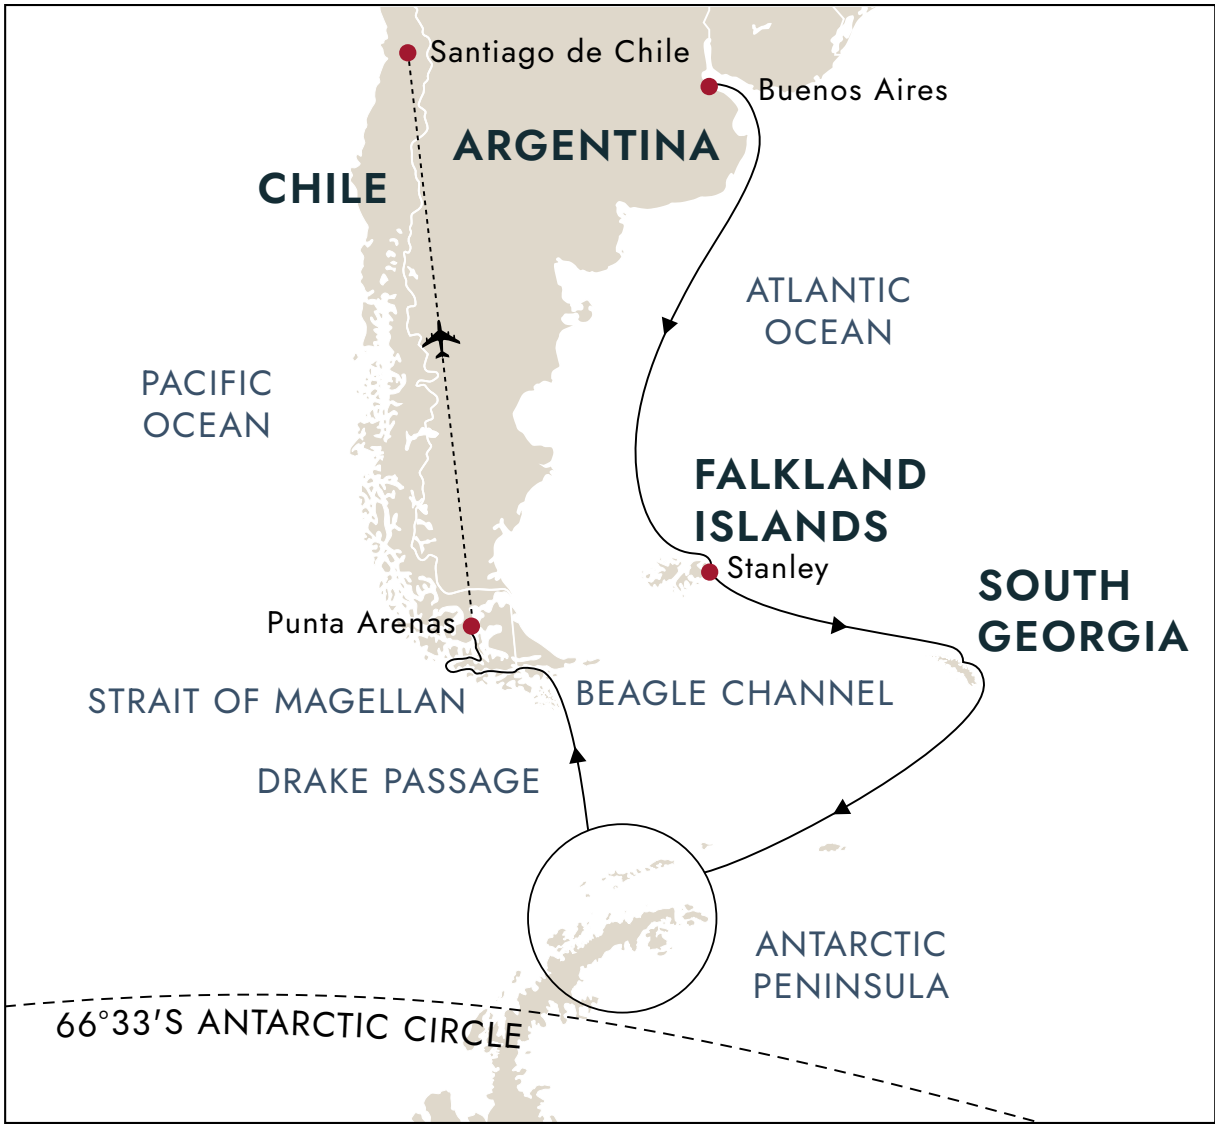 Santiago de Chile
Buenos Aires
ARGENTINA
CHILE
ATLANTIC
OCEAN
PACIFIC
OCEAN
FALKLAND
ISLANDS
Stanley
SOUTH
GEORGIA
Punta Arenas
STRAIT OF MAGELLAN
BEAGLE CHANNEL
DRAKE PASSAGE
ANTARCTIC
PENINSULA
66°33'S ANTARCTIC CIRCLE